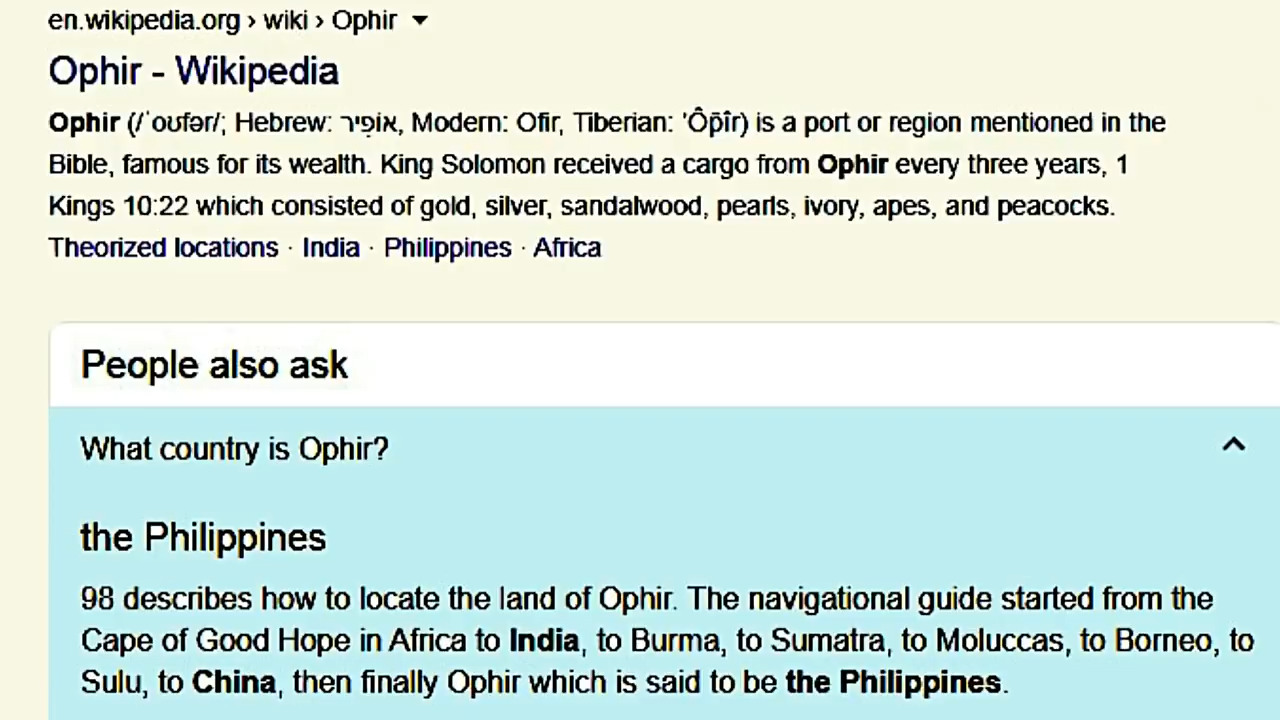 en.wikipedia.org › wiki › Ophir
Ophir - Wikipedia
Ophir (/ˈoʊfər/; Hebrew: אוֹפִיר, Modern: Ofir, Tiberian: ʼÔp̄îr) is a port or region mentioned in the
Bible, famous for its wealth. King Solomon received a cargo from Ophir every three years, 1
Kings 10:22 which consisted of gold, silver, sandalwood, pearls, ivory, apes, and peacocks.
Theorized locations · India · Philippines · Africa
People also ask
What country is Ophir?
the Philippines
98 describes how to locate the land of Ophir. The navigational guide started from the
Cape of Good Hope in Africa to India, to Burma, to Sumatra, to Moluccas, to Borneo, to
Sulu, to China, then finally Ophir which is said to be the Philippines.